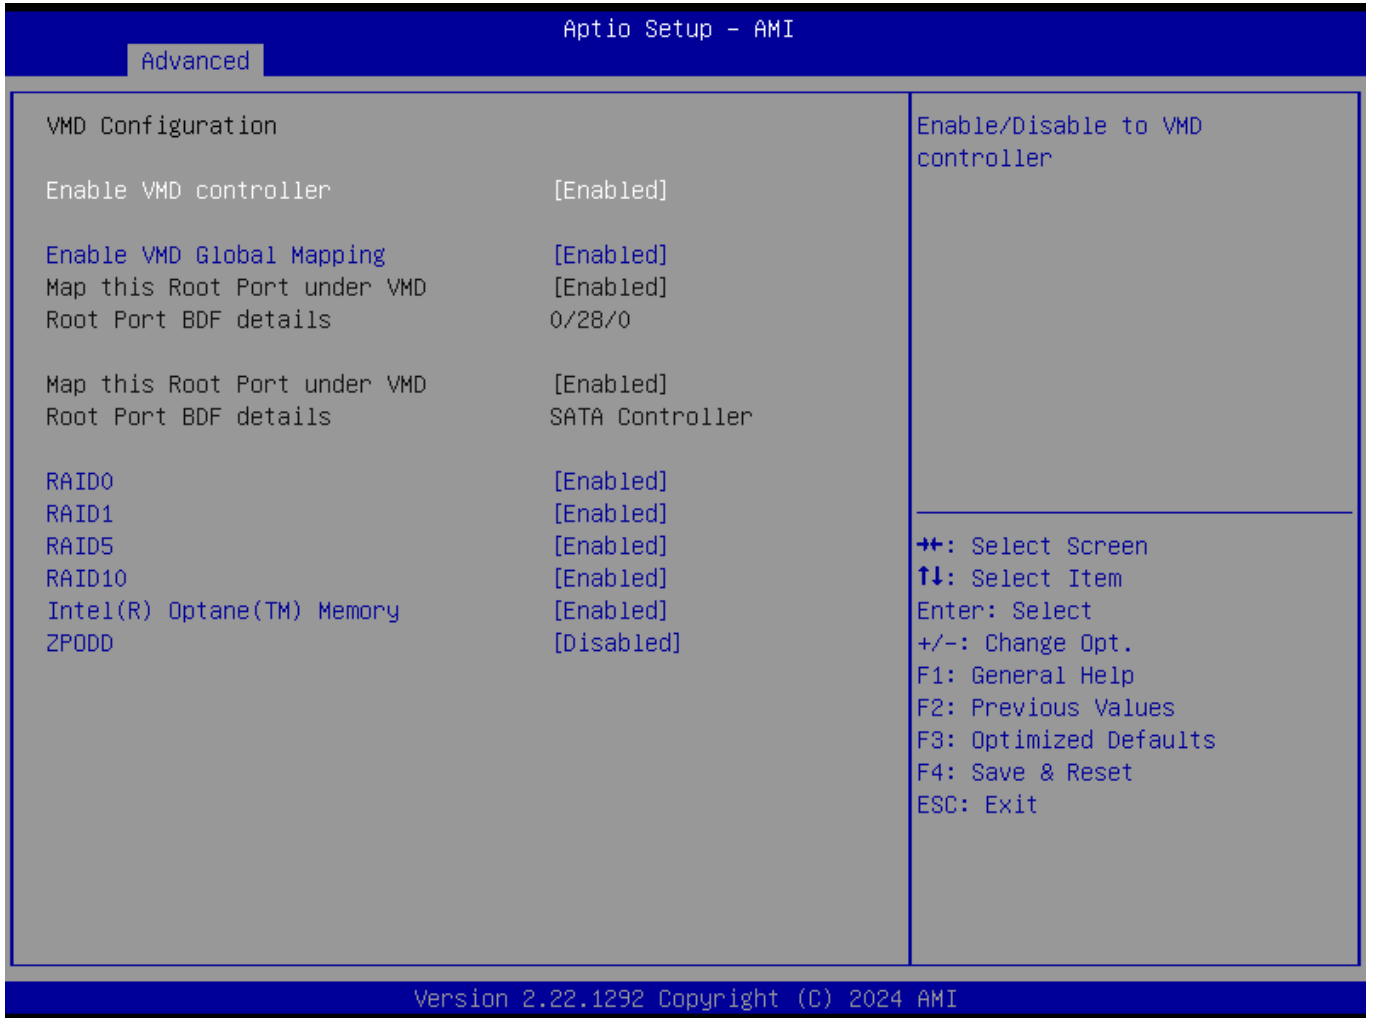 Aptio Setup – AMI
Advanced
VMD Configuration
Enable VMD controller [Enabled]
Enable VMD Global Mapping [Enabled]
Map this Root Port under VMD [Enabled]
Root Port BDF details 0/28/0
Map this Root Port under VMD [Enabled]
Root Port BDF details SATA Controller
RAID0 [Enabled]
RAID1 [Enabled]
RAID5 [Enabled]
RAID10 [Enabled]
Intel(R) Optane(TM) Memory [Enabled]
ZPODD [Disabled]
Enable/Disable to VMD
controller
→←: Select Screen
↑↓: Select Item
Enter: Select
+/-: Change Opt.
F1: General Help
F2: Previous Values
F3: Optimized Defaults
F4: Save & Reset
ESC: Exit
Version 2.22.1292 Copyright (C) 2024 AMI